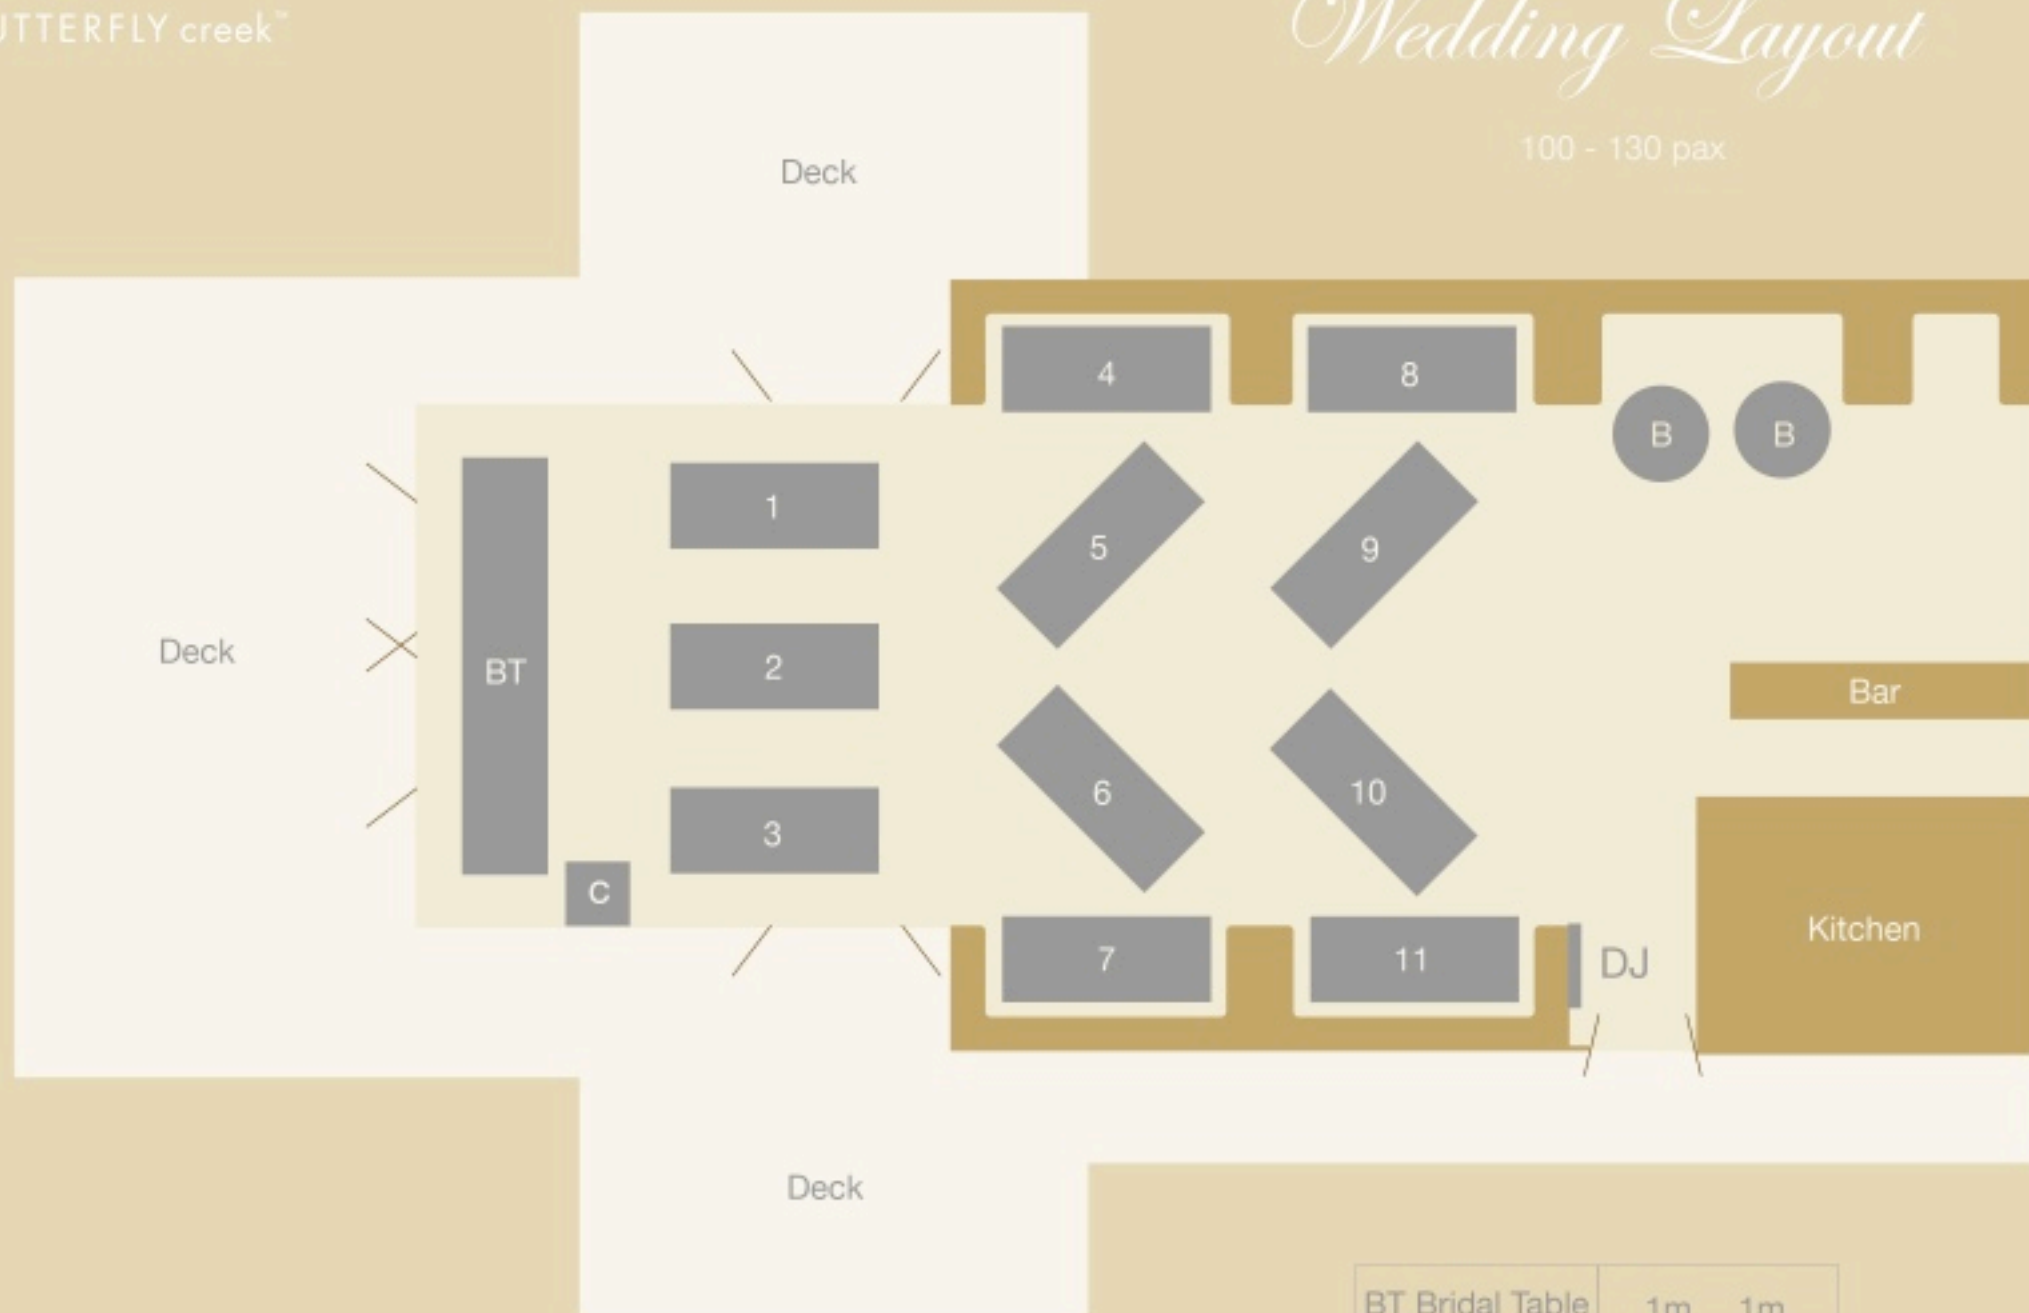 UTTERFLY creek™
Wedding Layout
100 - 130 pax
Deck
4
8
B
B
1
5
9
Deck
BT
2
Bar
3
6
10
C
Kitchen
7
11
DJ
Deck
BT Bridal Table
1m
1m